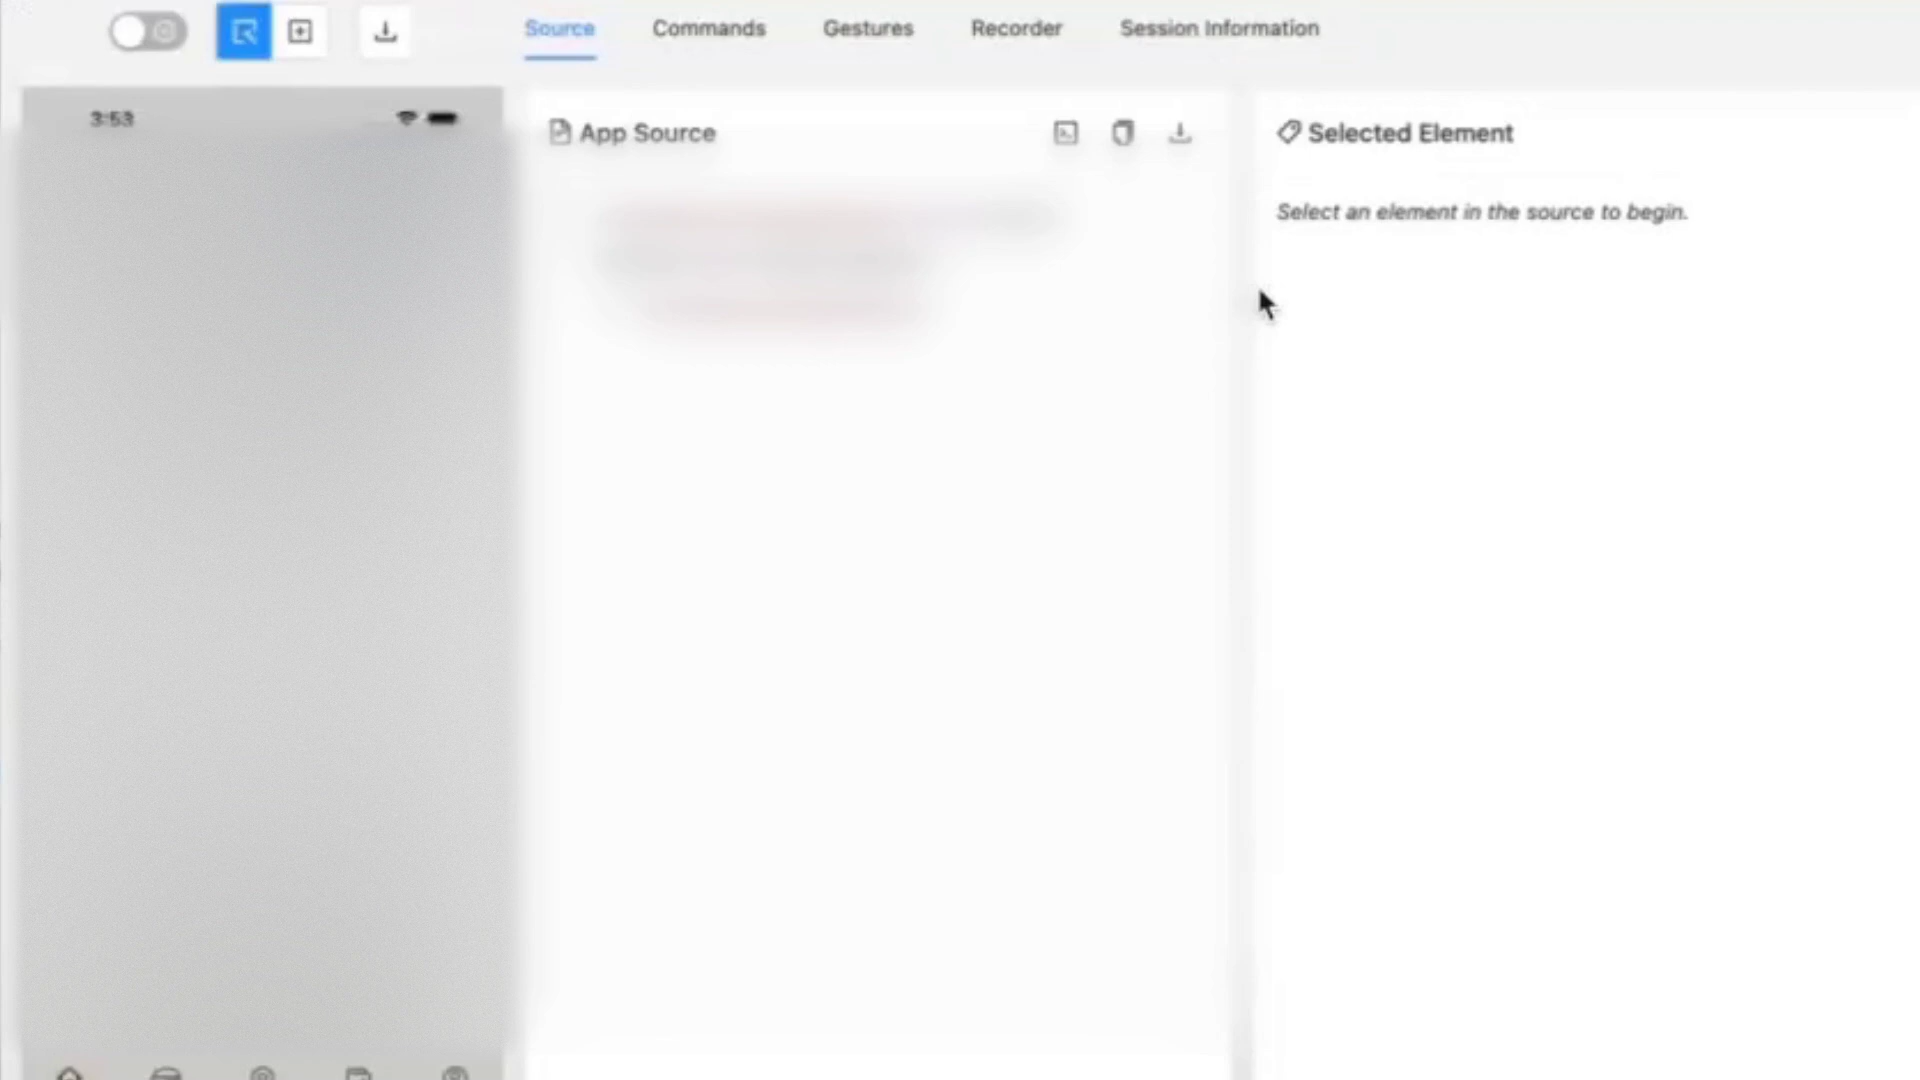 Source Commands Gestures Recorder Session Information
3:53
App Source
Selected Element
Select an element in the source to begin.